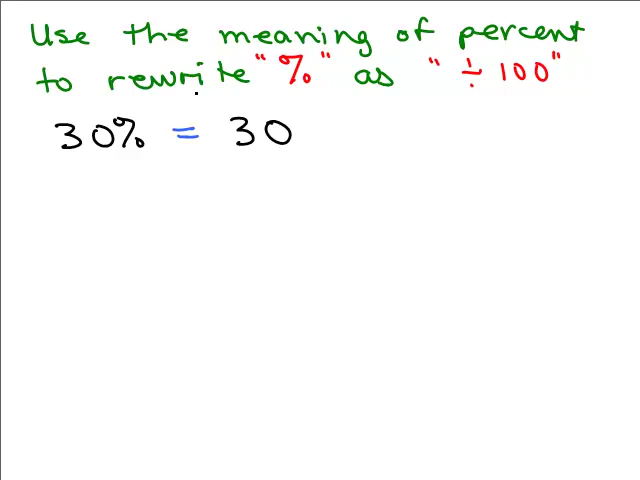 Use the meaning of percent
to rewrite "%" as "÷100"
30% = 30